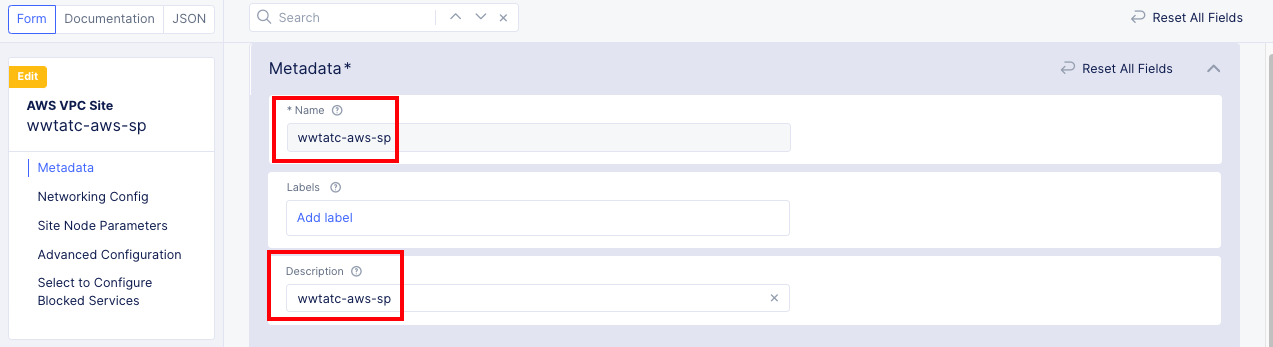 Form Documentation JSON
Search
Reset All Fields
Edit
AWS VPC Site
wwtatc-aws-sp
Metadata
Networking Config
Site Node Parameters
Advanced Configuration
Select to Configure
Blocked Services
Metadata*
Reset All Fields
* Name
wwtatc-aws-sp
Labels
Add label
Description
wwtatc-aws-sp